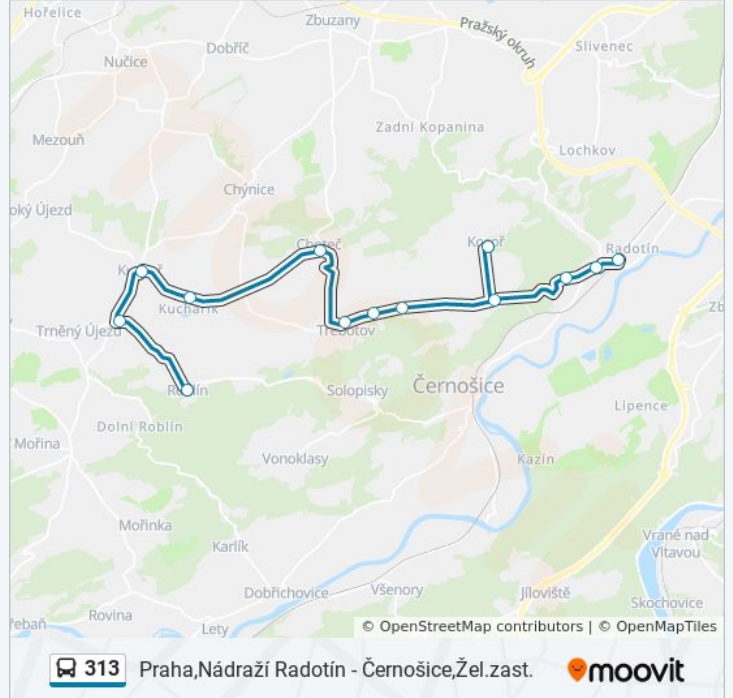 Hořelice
Zbuzany
Pražský okruh
Slivenec
Dobříč
Nučice
Zadní Kopanina
Mezouň
Lochkov
Chýnice
oký Újezd
Choteč
Kosoř
Radotín
Kuchařík
Zb
Trněný Újezd
Třebotov
Roblín
Solopisky
Černošice
Lipence
Dolní Roblín
Mořina
Vonoklasy
Kazín
Mořinka
Vrané nad
Vltavou
Karlík
Dobřichovice
Všenory
Jíloviště
Skochovice
řebaň
Rovina
Lety
© OpenStreetMap contributors | © OpenMapTiles
313 Praha,Nádraží Radotín - Černošice,Žel.zast. moovit